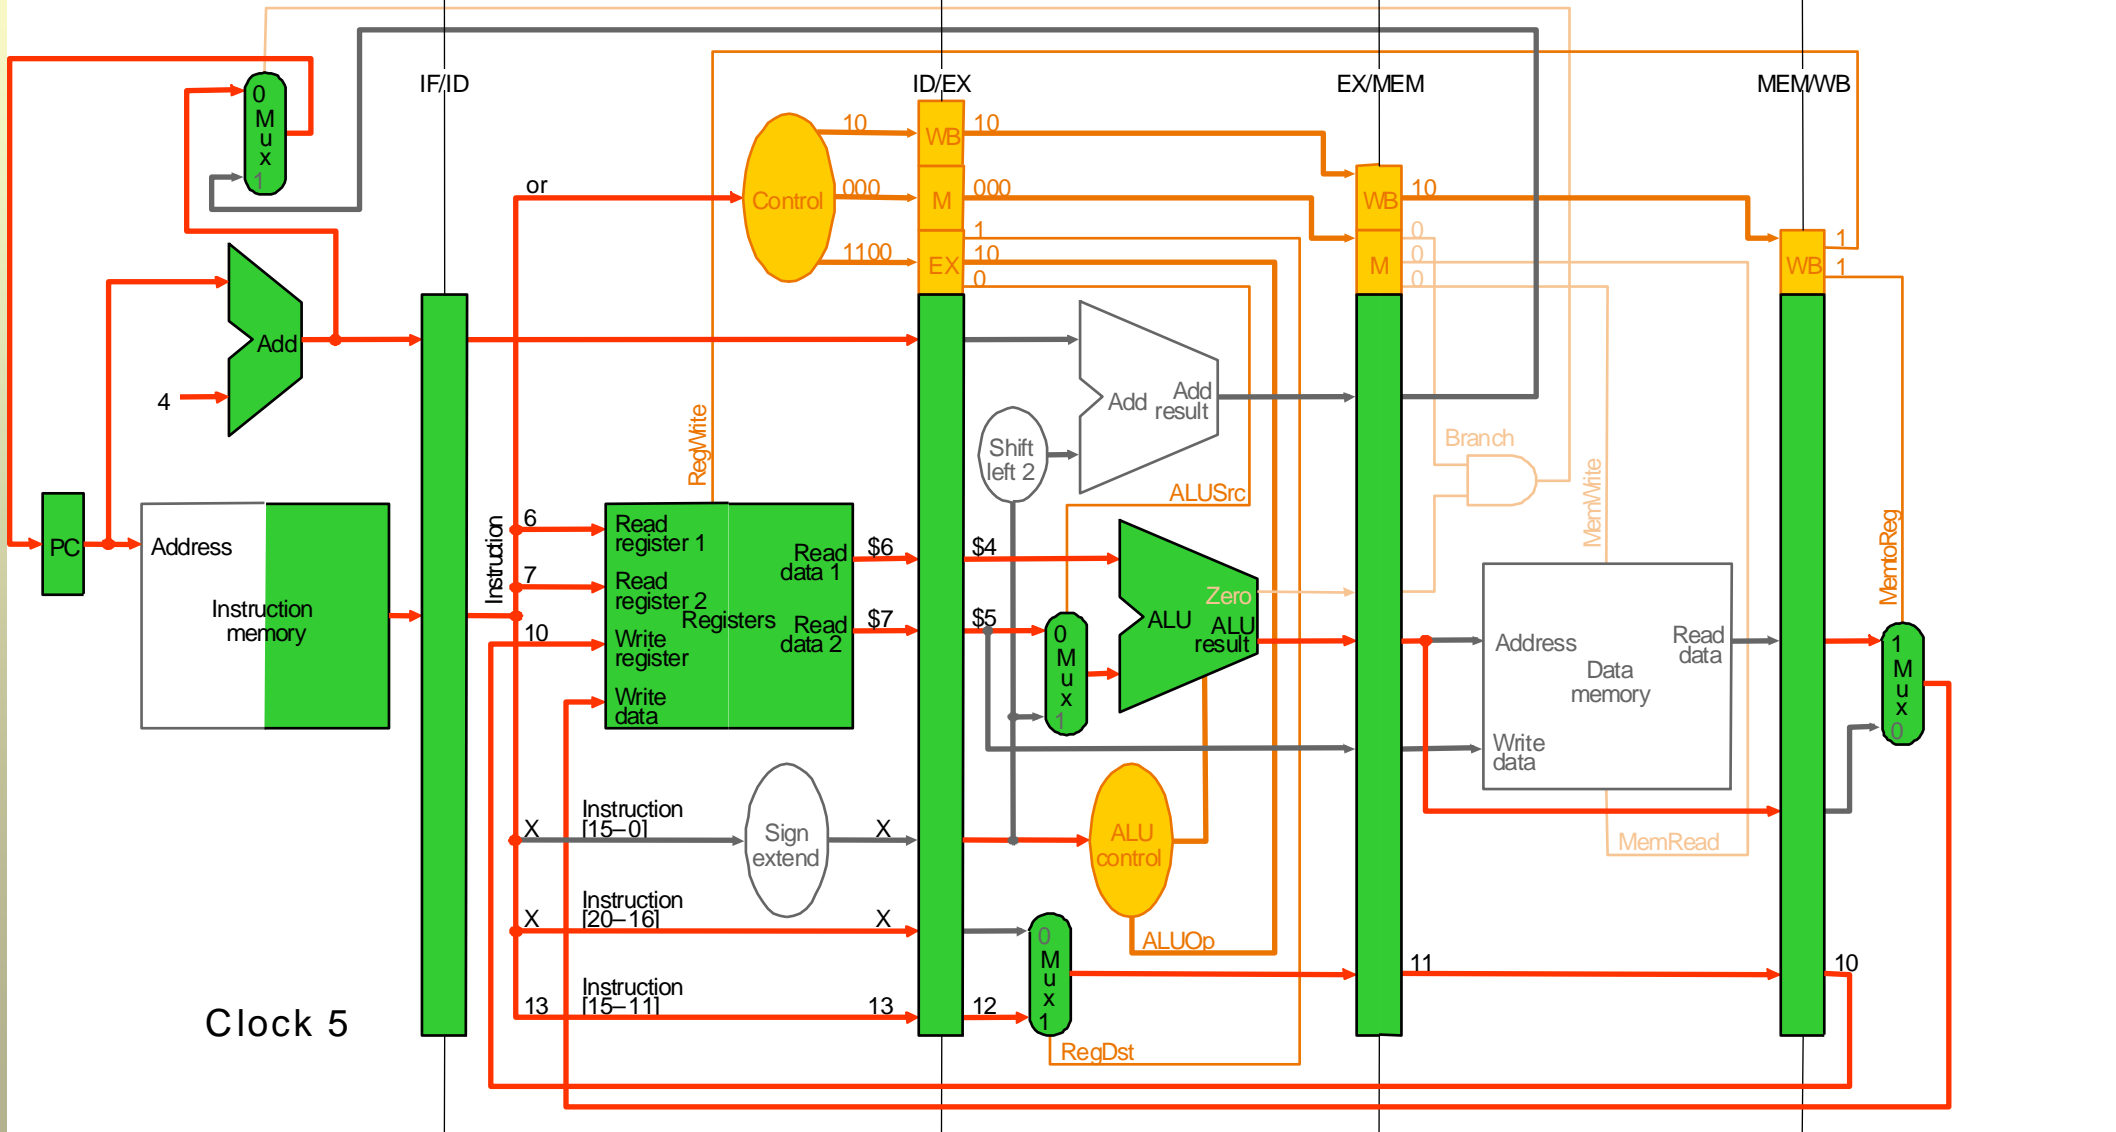 IF/ID
ID/EX
EX/MEM
MEM/WB
0
M
u
x
1
Add
4
PC
Address
Instruction
memory
Clock 5
or
Control
10
000
1100
WB
M
EX
10
000
1
10
0
WB
M
10
0
0
0
WB
1
1
RegWrite
Instruction
6
7
10
Read
register 1
Read
register 2
Registers
Write
register
Write
data
Read
data 1
Read
data 2
$6
$7
$4
$5
Add
Add
result
Shift
left 2
ALUSrc
0
M
u
x
1
ALU
Zero
ALU
result
Branch
MemWrite
MemtoReg
Address
Read
data
Data
memory
Write
data
MemRead
1
M
u
x
0
X
Instruction
[15–0]
Sign
extend
X
ALU
control
ALUOp
X
Instruction
[20–16]
X
13
Instruction
[15–11]
13
12
0
M
u
x
1
RegDst
11
10